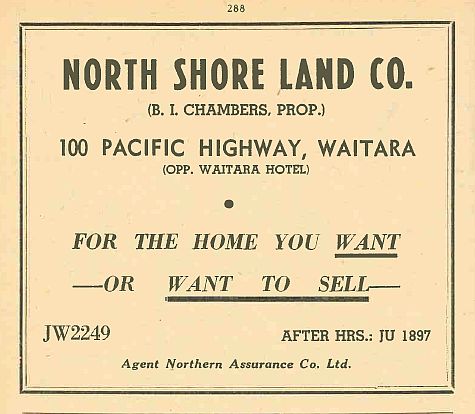 288
NORTH SHORE LAND CO.
(B. I. CHAMBERS, PROP.)
100 PACIFIC HIGHWAY, WAITARA
(OPP. WAITARA HOTEL)
•
FOR THE HOME YOU WANT
—OR WANT TO SELL—
JW2249 AFTER HRS.: JU 1897
Agent Northern Assurance Co. Ltd.